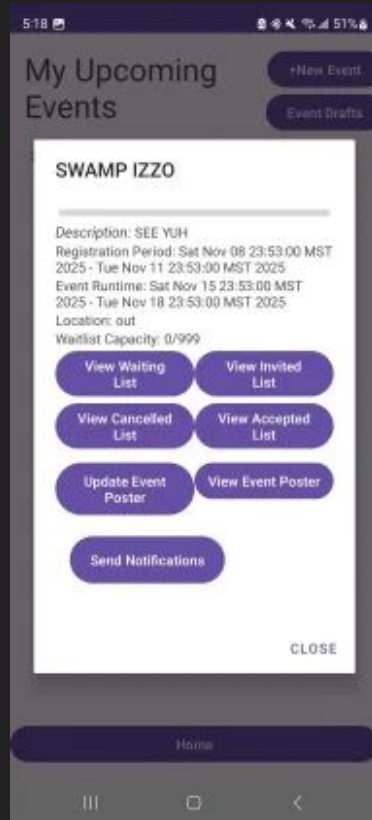 5:18
51%
My Upcoming
Events
+New Event
Event Drafts
SWAMP IZZO
Description: SEE YUH
Registration Period: Sat Nov 08 23:53:00 MST
2025 - Tue Nov 11 23:53:00 MST 2025
Event Runtime: Sat Nov 15 23:53:00 MST
2025 - Tue Nov 18 23:53:00 MST 2025
Location: out
Waitlist Capacity: 0/999
View Waiting
List
View Invited
List
View Cancelled
List
View Accepted
List
Update Event
Poster
View Event Poster
Send Notifications
CLOSE
Home